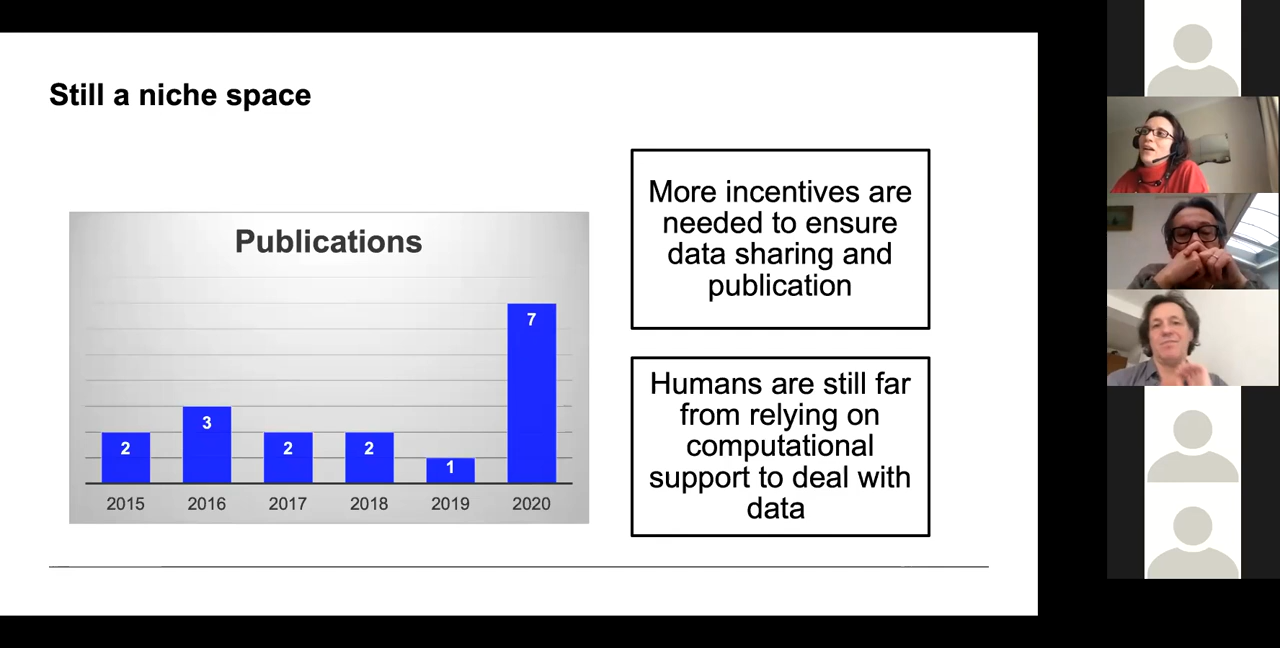 Still a niche space
Publications
2
3
2
2
1
7
2015 2016 2017 2018 2019 2020
More incentives are
needed to ensure
data sharing and
publication
Humans are still far
from relying on
computational
support to deal with
data